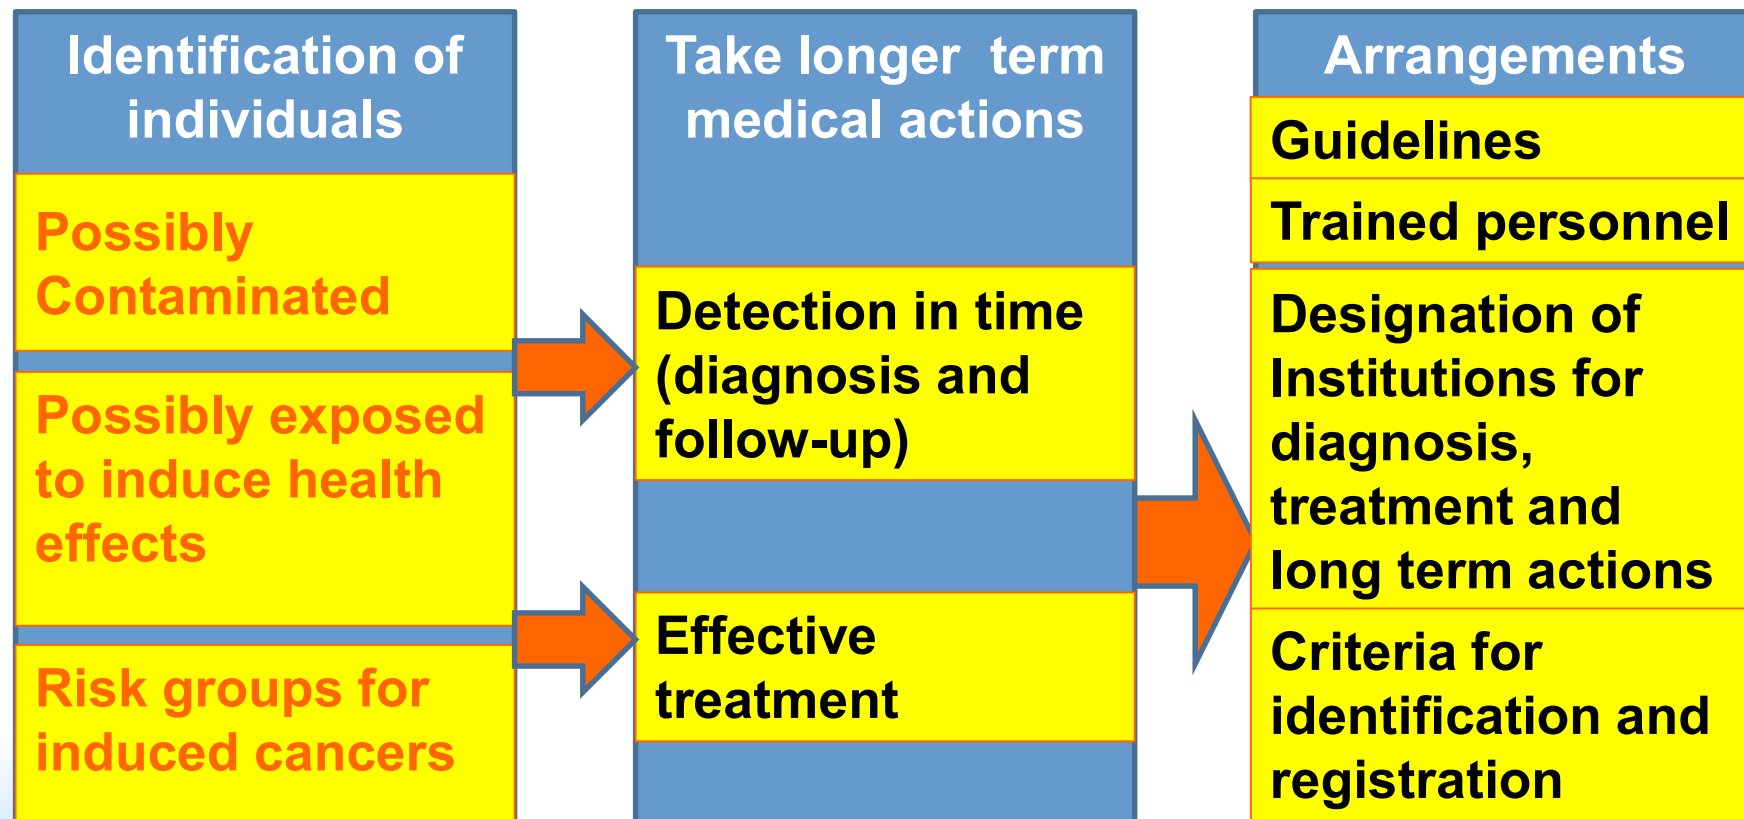 Identification of
individuals
Possibly
Contaminated
Possibly exposed
to induce health
effects
Risk groups for
induced cancers
Take longer term
medical actions
Detection in time
(diagnosis and
follow-up)
Effective
treatment
Arrangements
Guidelines
Trained personnel
Designation of
Institutions for
diagnosis,
treatment and
long term actions
Criteria for
identification and
registration